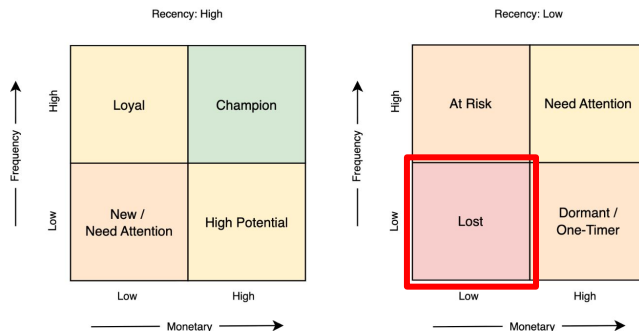 Recency: High
High
Loyal
Champion
Frequency
Low
New /
Need Attention
High Potential
Low
High
Monetary
Recency: Low
High
At Risk
Need Attention
Frequency
Low
Lost
Dormant /
One-Timer
Low
High
Monetary